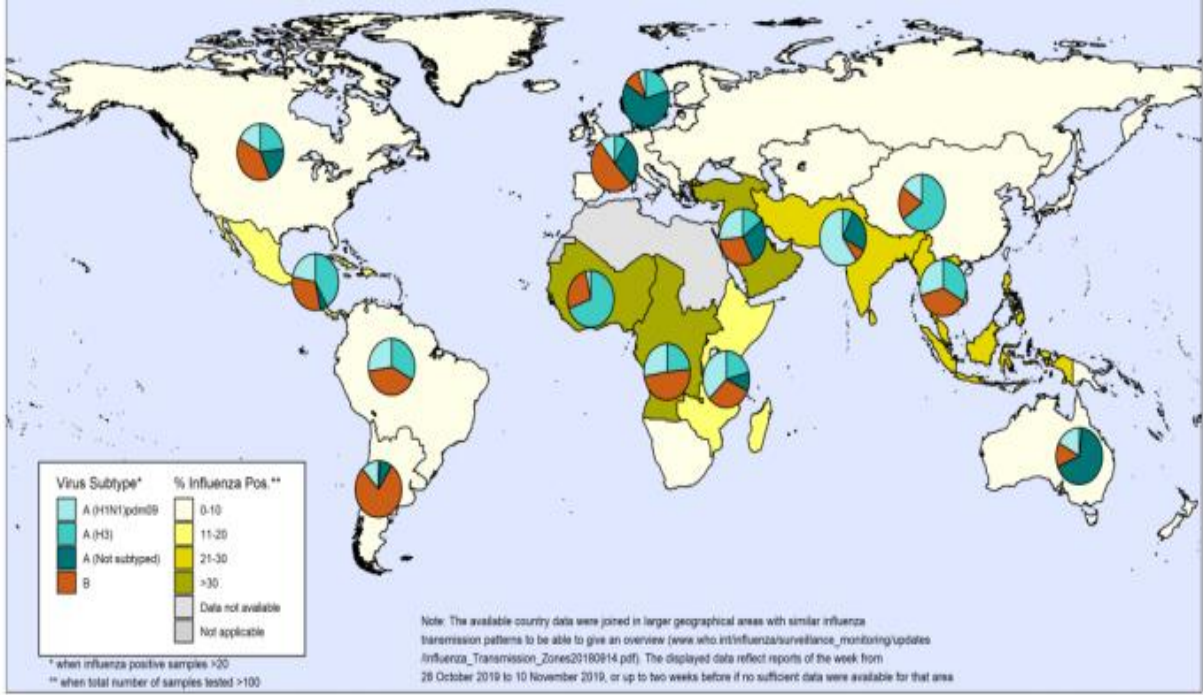 Virus Subtype*
A (H1N1)pdm09
A (H3)
A (Not subtyped)
B
% Influenza Pos.**
0-10
11-20
21-30
>30
Data not available
Not applicable
* when influenza positive samples >20
** when total number of samples tested >100
Note: The available country data were joined in larger geographical areas with similar influenza
transmission patterns to be able to give an overview (www.who.int/influenza/surveillance_monitoring/updates
/Influenza_Transmission_Zones20180914.pdf). The displayed data reflect reports of the week from
28 October 2019 to 10 November 2019, or up to two weeks before if no sufficient data were available for that area